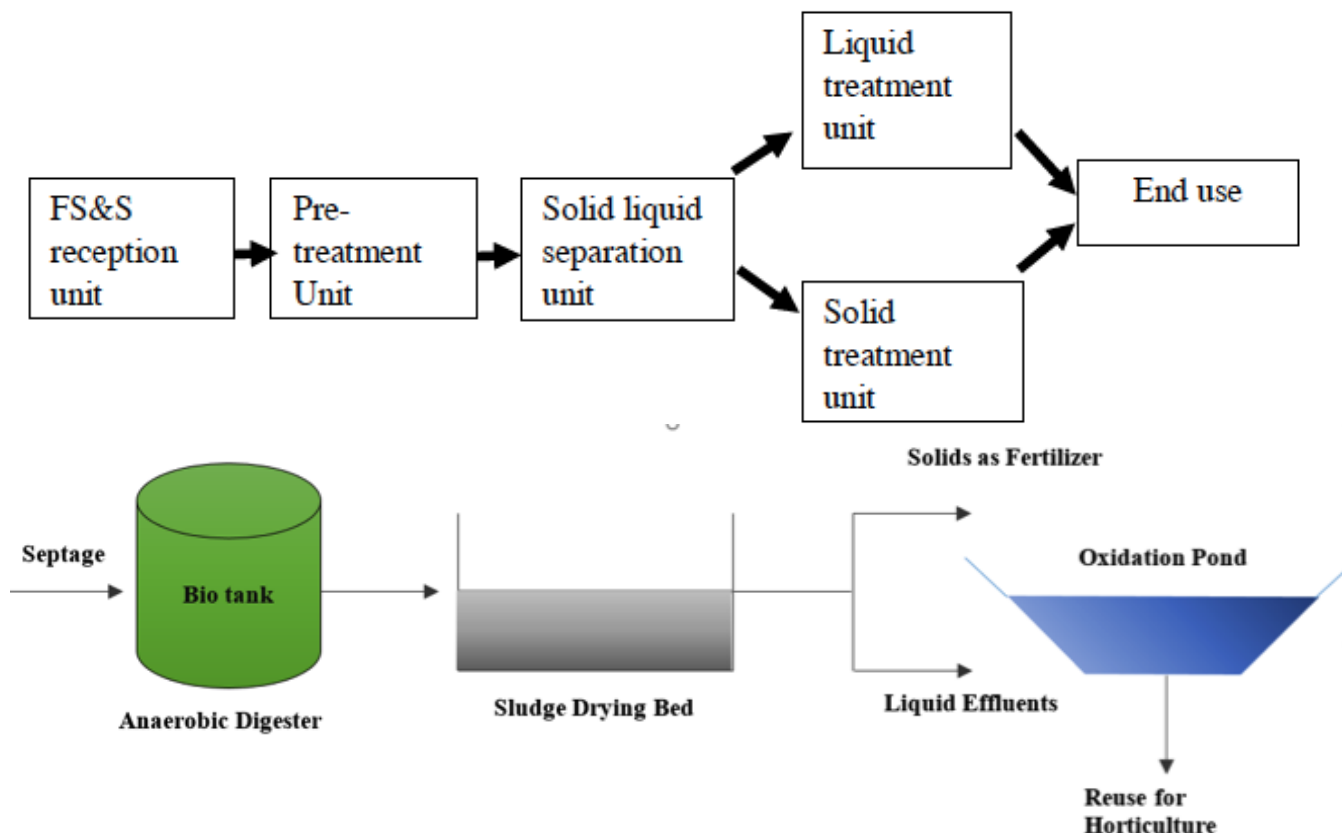 FS&S
reception
unit
Pre-
treatment
Unit
Solid liquid
separation
unit
Liquid
treatment
unit
Solid
treatment
unit
End use
Septage
Bio tank
Anaerobic Digester
Sludge Drying Bed
Solids as Fertilizer
Liquid Effluents
Oxidation Pond
Reuse for
Horticulture